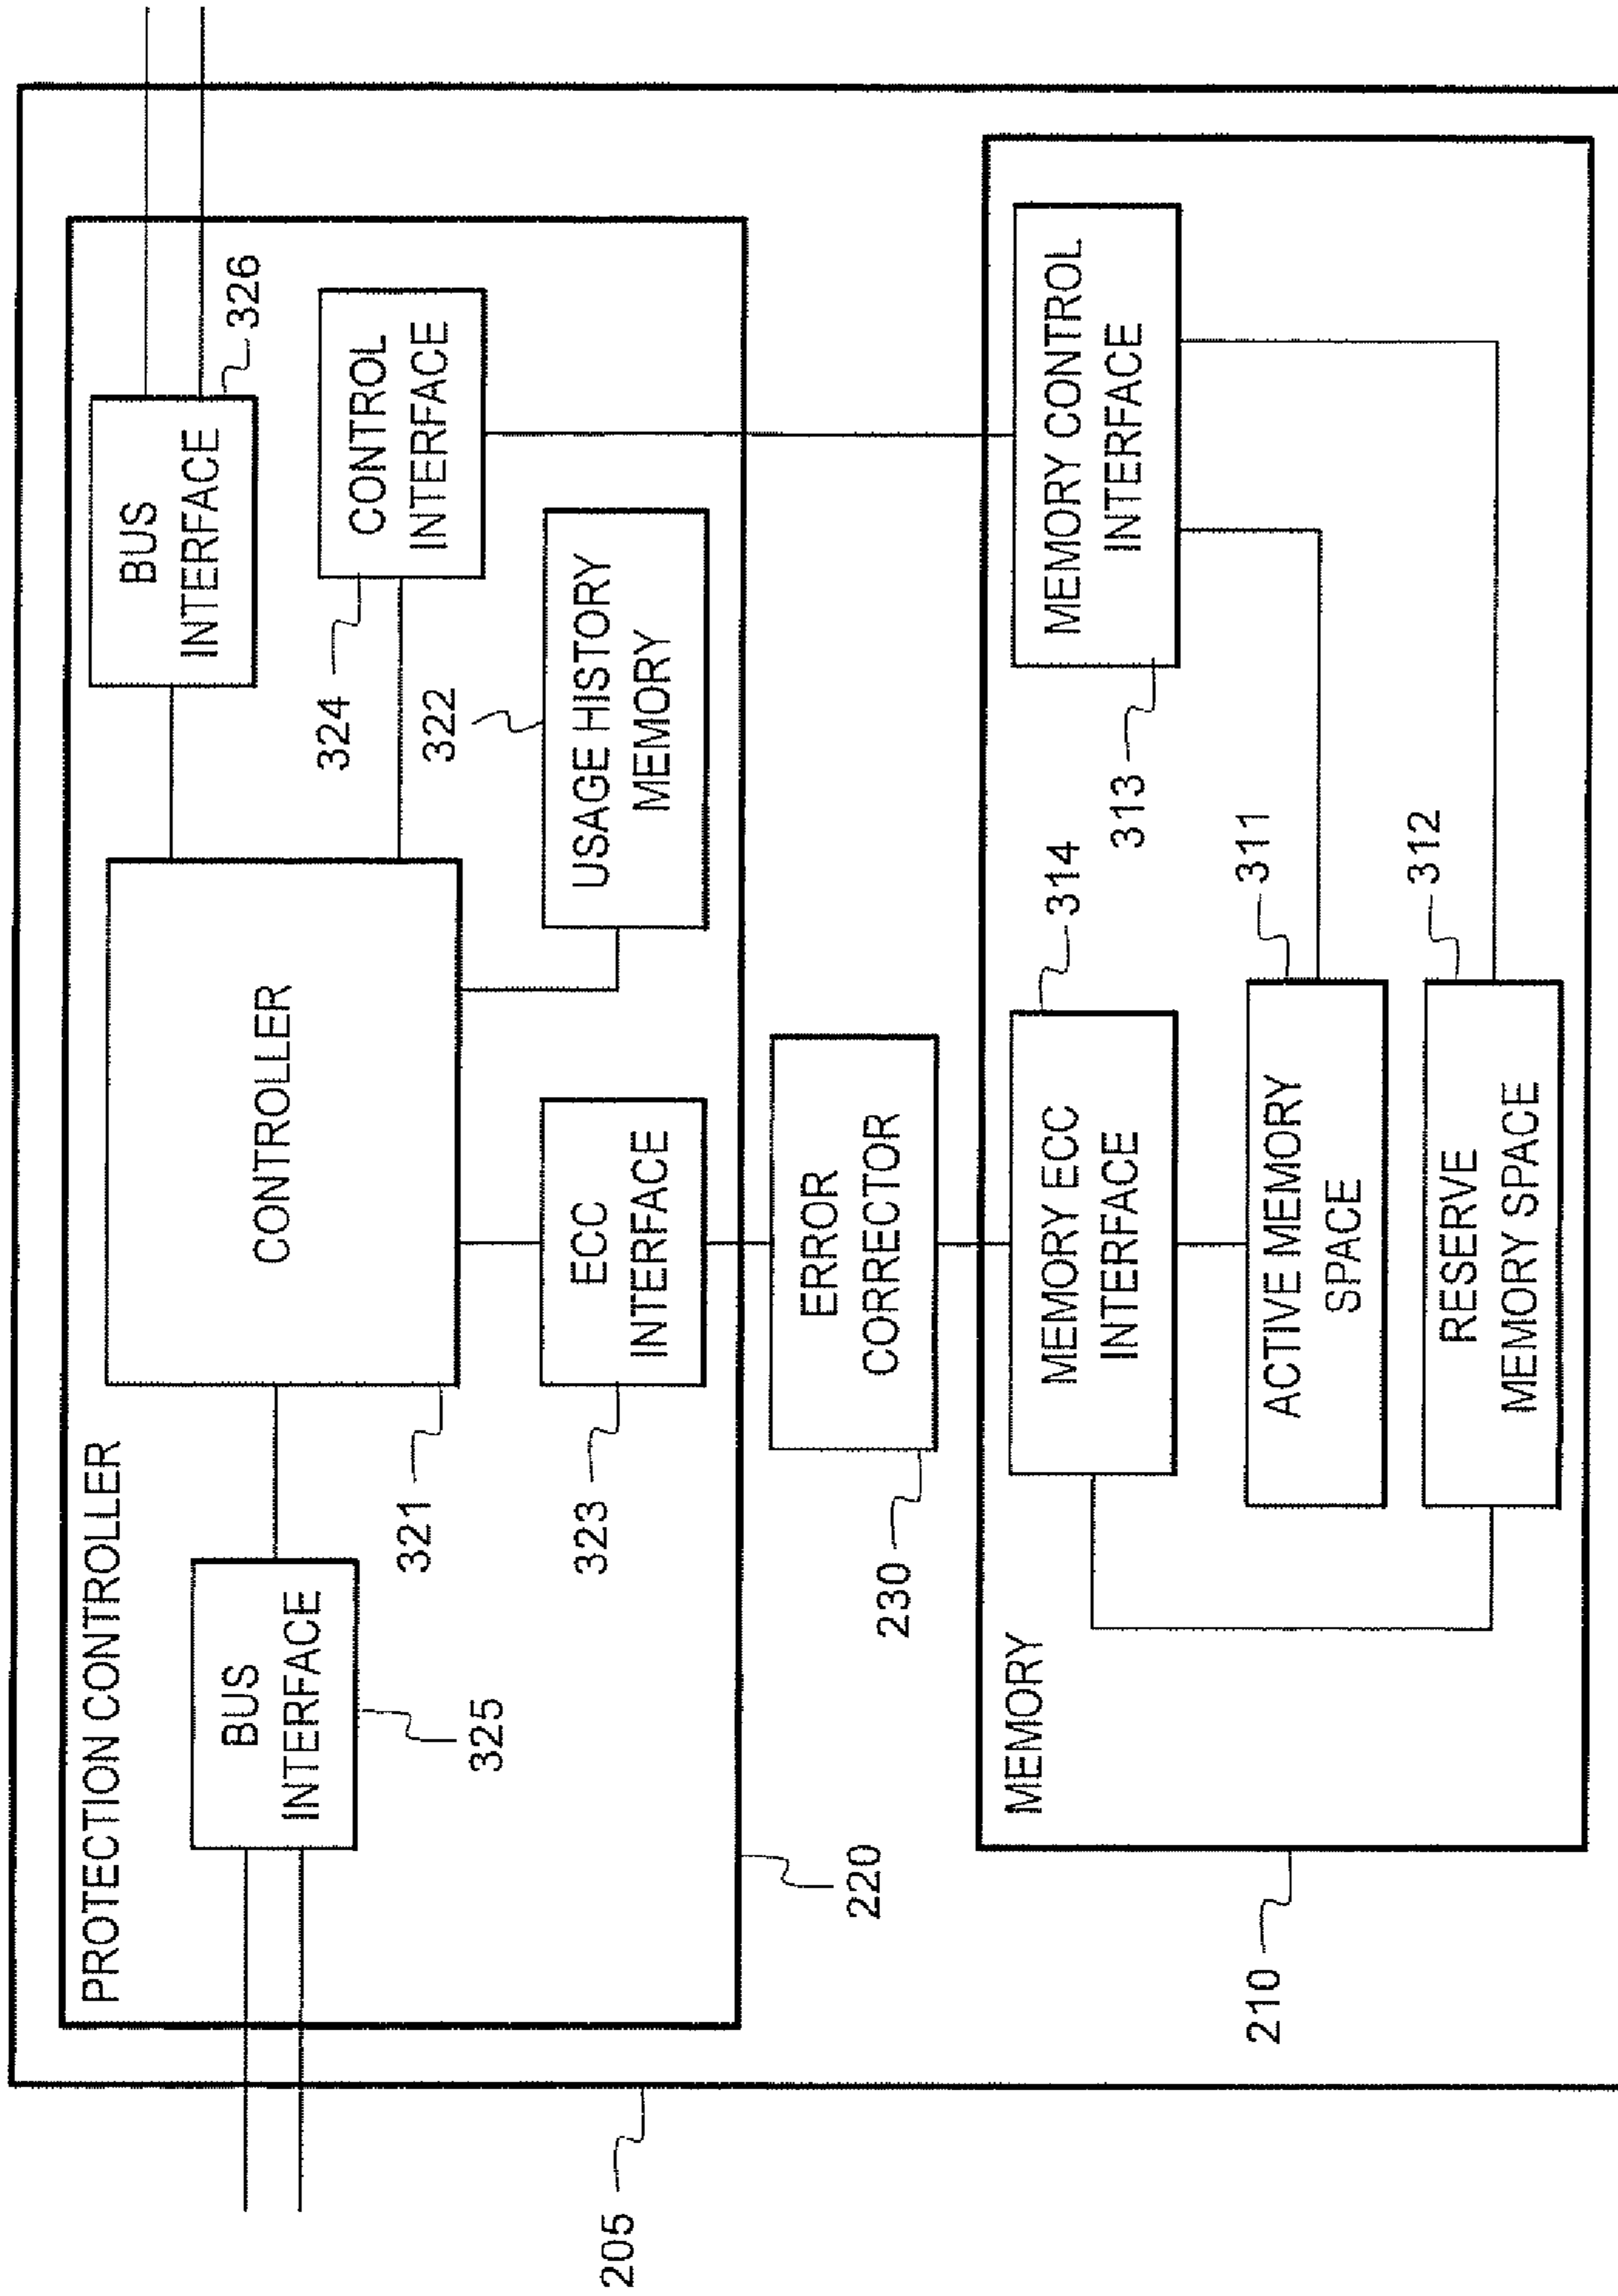 PROTECTION CONTROLLER
BUS
INTERFACE
325
CONTROLLER
321
BUS
INTERFACE
326
CONTROL
INTERFACE
324
322
USAGE HISTORY
MEMORY
ECC
INTERFACE
323
220
ERROR
CORRECTOR
230
205
MEMORY
MEMORY ECC
INTERFACE
314
MEMORY CONTROL
INTERFACE
313
ACTIVE MEMORY
SPACE
311
RESERVE
MEMORY SPACE
312
210